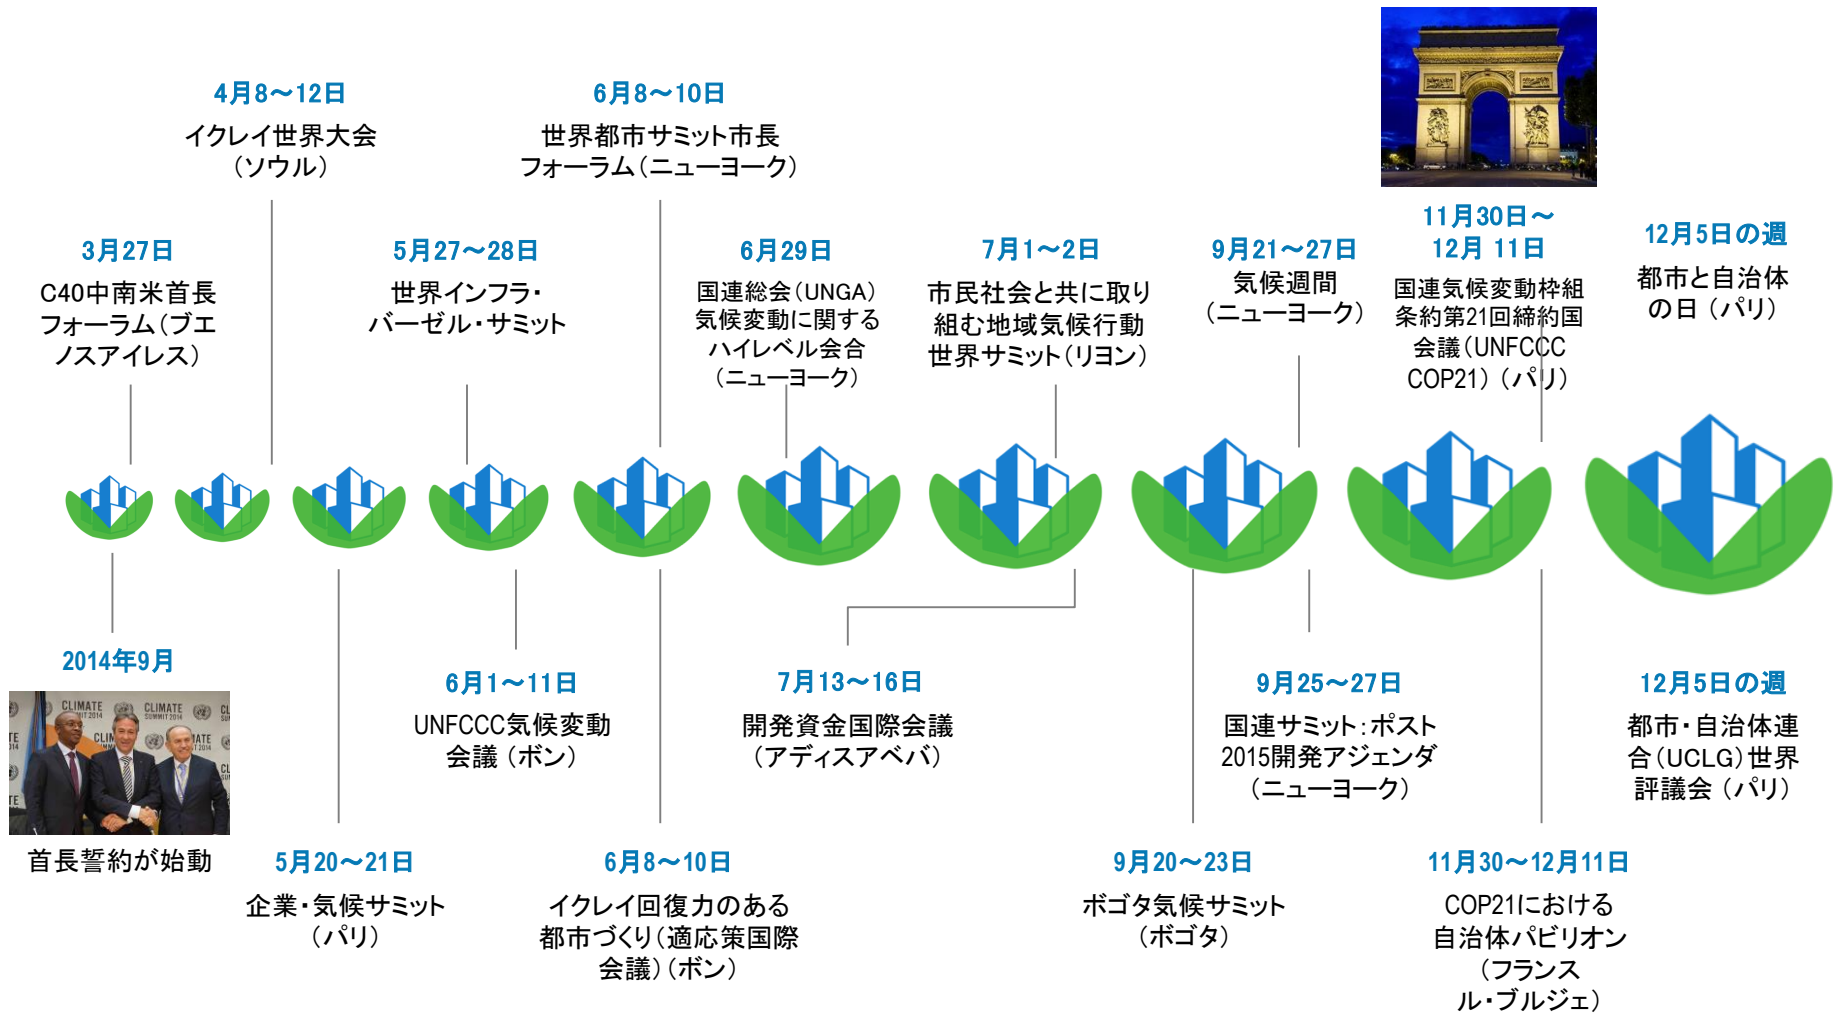 4月8～12日
イクレイ世界大会
（ソウル）
6月8～10日
世界都市サミット市長
フォーラム（ニューヨーク）
3月27日
C40中南米首長
フォーラム（ブエ
ノスアイレス）
5月27～28日
世界インフラ・
バーゼル・サミット
6月29日
国連総会（UNGA）
気候変動に関する
ハイレベル会合
（ニューヨーク）
7月1～2日
市民社会と共に取り
組む地域気候行動
世界サミット（リヨン）
9月21～27日
気候週間
（ニューヨーク）
11月30日～
12月 11日
国連気候変動枠組
条約第21回締約国
会議（UNFCCC
COP21）（パリ）
12月5日の週
都市と自治体
の日（パリ）
2014年9月
CLIMATE
SUMMIT 2014
CLIMATE
SUMMIT 2014
首長誓約が始動
5月20～21日
企業・気候サミット
（パリ）
6月1～11日
UNFCCC気候変動
会議（ボン）
6月8～10日
イクレイ回復力のある
都市づくり（適応策国際
会議）（ボン）
7月13～16日
開発資金国際会議
（アディスアベバ）
9月20～23日
ボゴタ気候サミット
（ボゴタ）
9月25～27日
国連サミット：ポスト
2015開発アジェンダ
（ニューヨーク）
11月30～12月11日
COP21における
自治体パビリオン
（フランス
ル・ブルジェ）
12月5日の週
都市・自治体連
合（UCLG）世界
評議会（パリ）